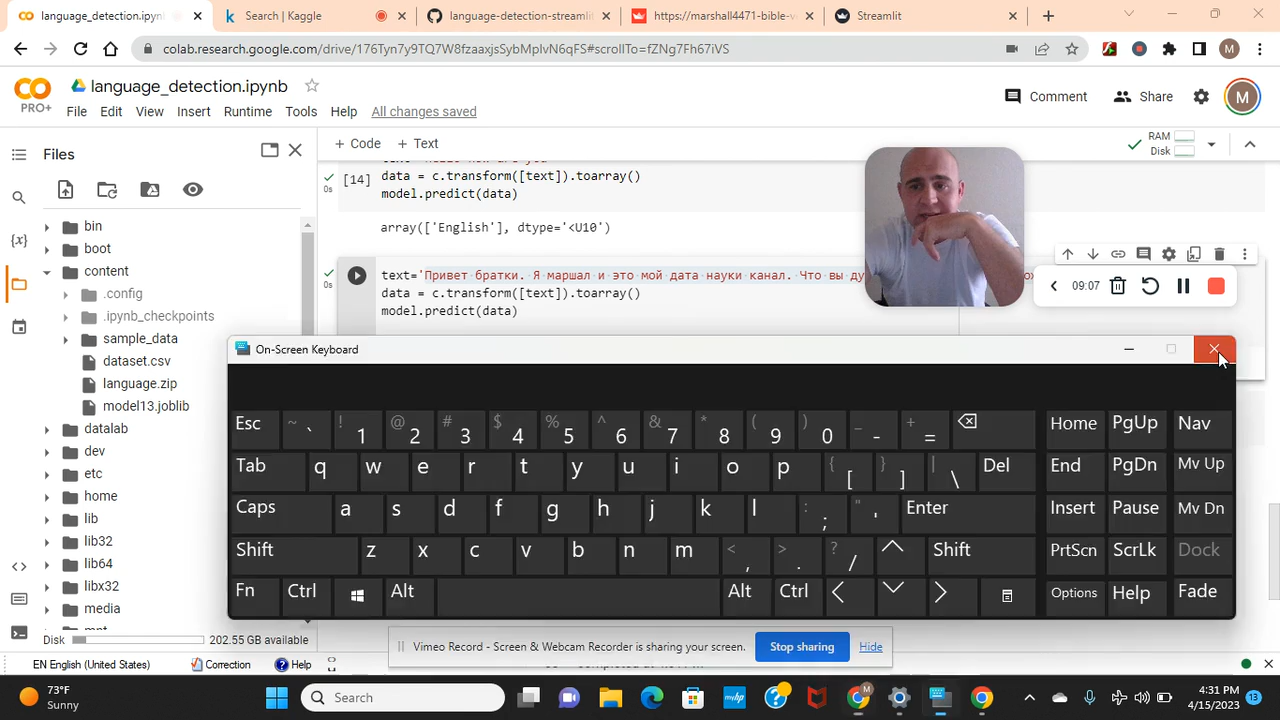 language_detection.ipynb
Search | Kaggle
language-detection-streamlit
https://marshall4471-bible-
Streamlit
colab.research.google.com/drive/176Tyn7y9TQ7W8fzaaxjsSybMplvN6qFS#scrollTo=fZNg7Fh67iVS
M
PRO+
language_detection.ipynb
File Edit View Insert Runtime Tools Help All changes saved
Comment
Share
M
Files
+ Code + Text
RAM
Disk
bin
boot
content
.config
.ipynb_checkpoints
sample_data
dataset.csv
language.zip
model13.joblib
datalab
dev
etc
home
lib
lib32
lib64
libx32
media
Disk
202.55 GB available
0s
[14]
data = c.transform([text]).toarray()
model.predict(data)
array(['English'], dtype='<U10')
0s
text='Привет братки. Я маршал и это мой дата науки канал. Что вы
data = c.transform([text]).toarray()
model.predict(data)
09:07
On-Screen Keyboard
Esc ~ ` ! 1 @ 2 # 3 $ 4 % 5 ^ 6 & 7 * 8 ( 9 ) 0 _ - + = Home PgUp Nav
Tab q w e r t y u i o p { [ } ] | \ Del End PgDn Mv Up
Caps a s d f g h j k l : ; " ' Enter Insert Pause Mv Dn
Shift z x c v b n m < , > . ? / Shift PrtScn ScrLk Dock
Fn Ctrl Alt Alt Ctrl Options Help Fade
Vimeo Record - Screen & Webcam Recorder is sharing your screen.
Stop sharing
Hide
EN English (United States)
Correction
Help
73°F
Sunny
Search
4:31 PM
4/15/2023
13